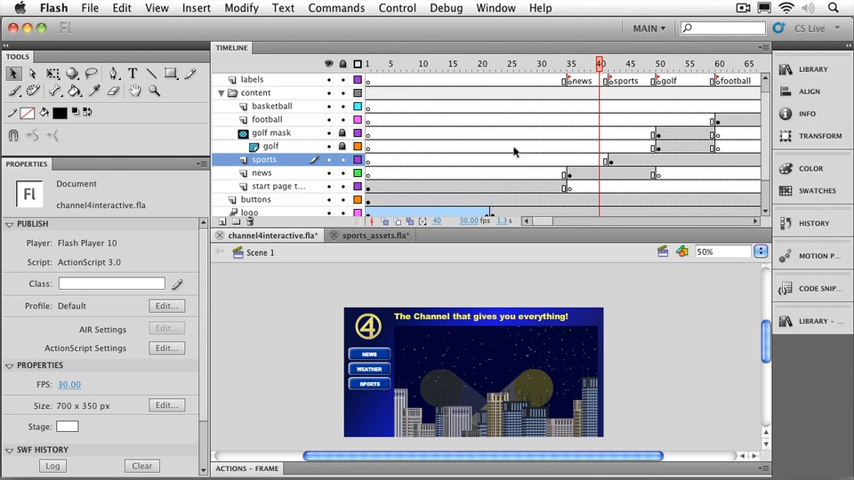 Flash File Edit View Insert Modify Text Commands Control Debug Window Help
MAIN CS Live
TOOLS
PROPERTIES
Fl
Document
channel4interactive.fla
PUBLISH
Player: Flash Player 10
Script: ActionScript 3.0
Class:
Profile: Default Edit...
AIR Settings Edit...
ActionScript Settings Edit...
PROPERTIES
FPS: 30.00
Size: 700 x 350 px Edit...
Stage:
SWF HISTORY
Log Clear
TIMELINE
1 5 10 15 20 25 30 35 40 45 50 55 60 65
labels news sports golf football
content
basketball
football
golf mask
golf
sports
news
start page t...
buttons
logo
40 30.00 fps 1.3 s
channel4interactive.fla* sports_assets.fla*
Scene 1 50%
4 The Channel that gives you everything!
NEWS
WEATHER
SPORTS
ACTIONS - FRAME
LIBRARY
ALIGN
INFO
TRANSFORM
COLOR
SWATCHES
HISTORY
MOTION P...
CODE SNIP...
LIBRARY - ...